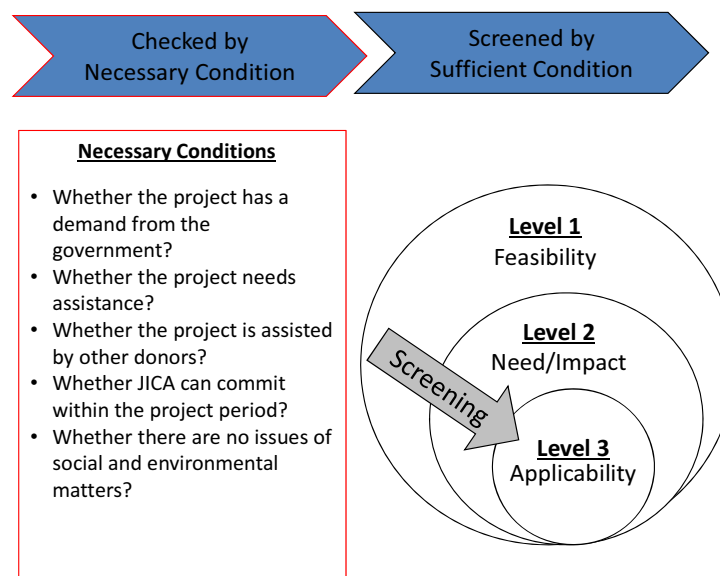 Checked by
Necessary Condition
Screened by
Sufficient Condition
Necessary Conditions
• Whether the project has a
demand from the
government?
• Whether the project needs
assistance?
• Whether the project is assisted
by other donors?
• Whether JICA can commit
within the project period?
• Whether there are no issues of
social and environmental
matters?
Level 1
Feasibility
Level 2
Need/Impact
Screening
Level 3
Applicability